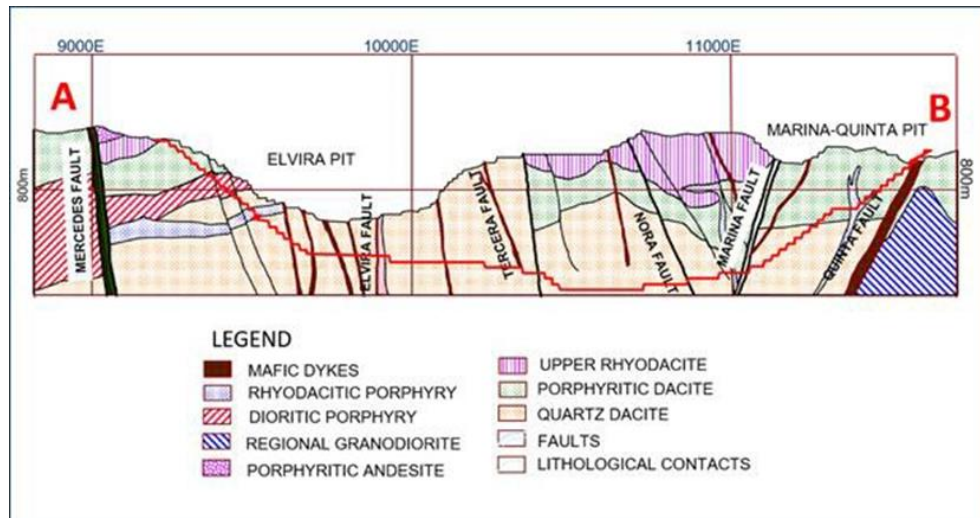 9000E
10000E
11000E
A
B
ELVIRA PIT
MARINA-QUINTA PIT
800m
800m
MERCEDES FAULT
ELVIRA FAULT
TERCERA FAULT
NORA FAULT
MARINA FAULT
QUINTA FAULT
LEGEND
MAFIC DYKES
RHYODACITIC PORPHYRY
DIORITIC PORPHYRY
REGIONAL GRANODIORITE
PORPHYRITIC ANDESITE
UPPER RHYODACITE
PORPHYRITIC DACITE
QUARTZ DACITE
FAULTS
LITHOLOGICAL CONTACTS